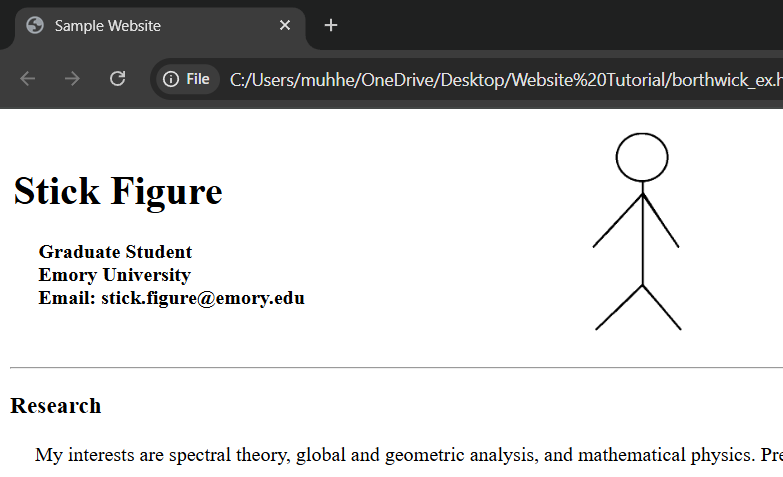 Sample Website
File C:/Users/muhhe/OneDrive/Desktop/Website%20Tutorial/borthwick_ex.h
Stick Figure
Graduate Student
Emory University
Email: stick.figure@emory.edu
Research
My interests are spectral theory, global and geometric analysis, and mathematical physics. Pre